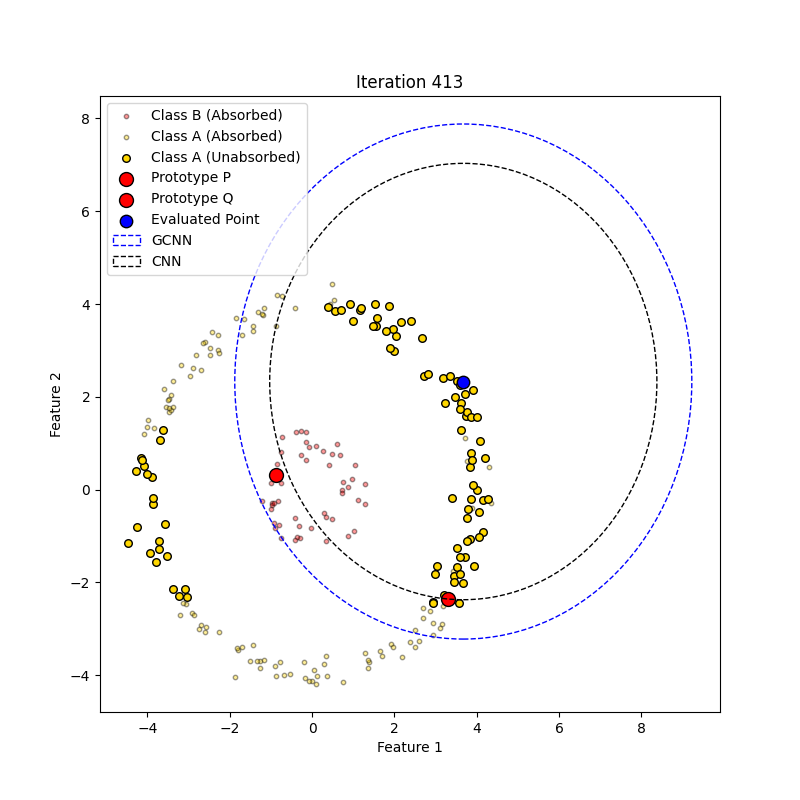 Iteration 413
Class B (Absorbed)
Class A (Absorbed)
Class A (Unabsorbed)
Prototype P
Prototype Q
Evaluated Point
GCNN
CNN
8
6
4
2
0
−2
−4
Feature 2
−4 −2 0 2 4 6 8
Feature 1